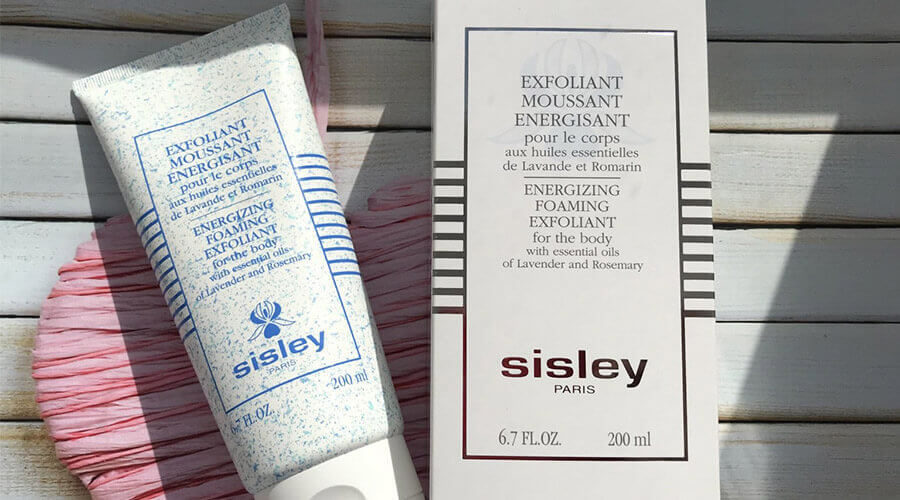 EXFOLIANT
MOUSSANT
ENERGISANT
pour le corps
aux huiles essentielles
de Lavande et Romarin
ENERGIZING
FOAMING
EXFOLIANT
for the body
with essential oils
of Lavender and Rosemary
sisley
PARIS
6.7 FL.OZ. 200 ml
EXFOLIANT
MOUSSANT
ENERGISANT
pour le corps
aux huiles essentielles
de Lavande et Romarin
ENERGIZING
FOAMING
EXFOLIANT
for the body
with essential oils
of Lavender and Rosemary
sisley
PARIS
6.7 FL.OZ. 200 ml